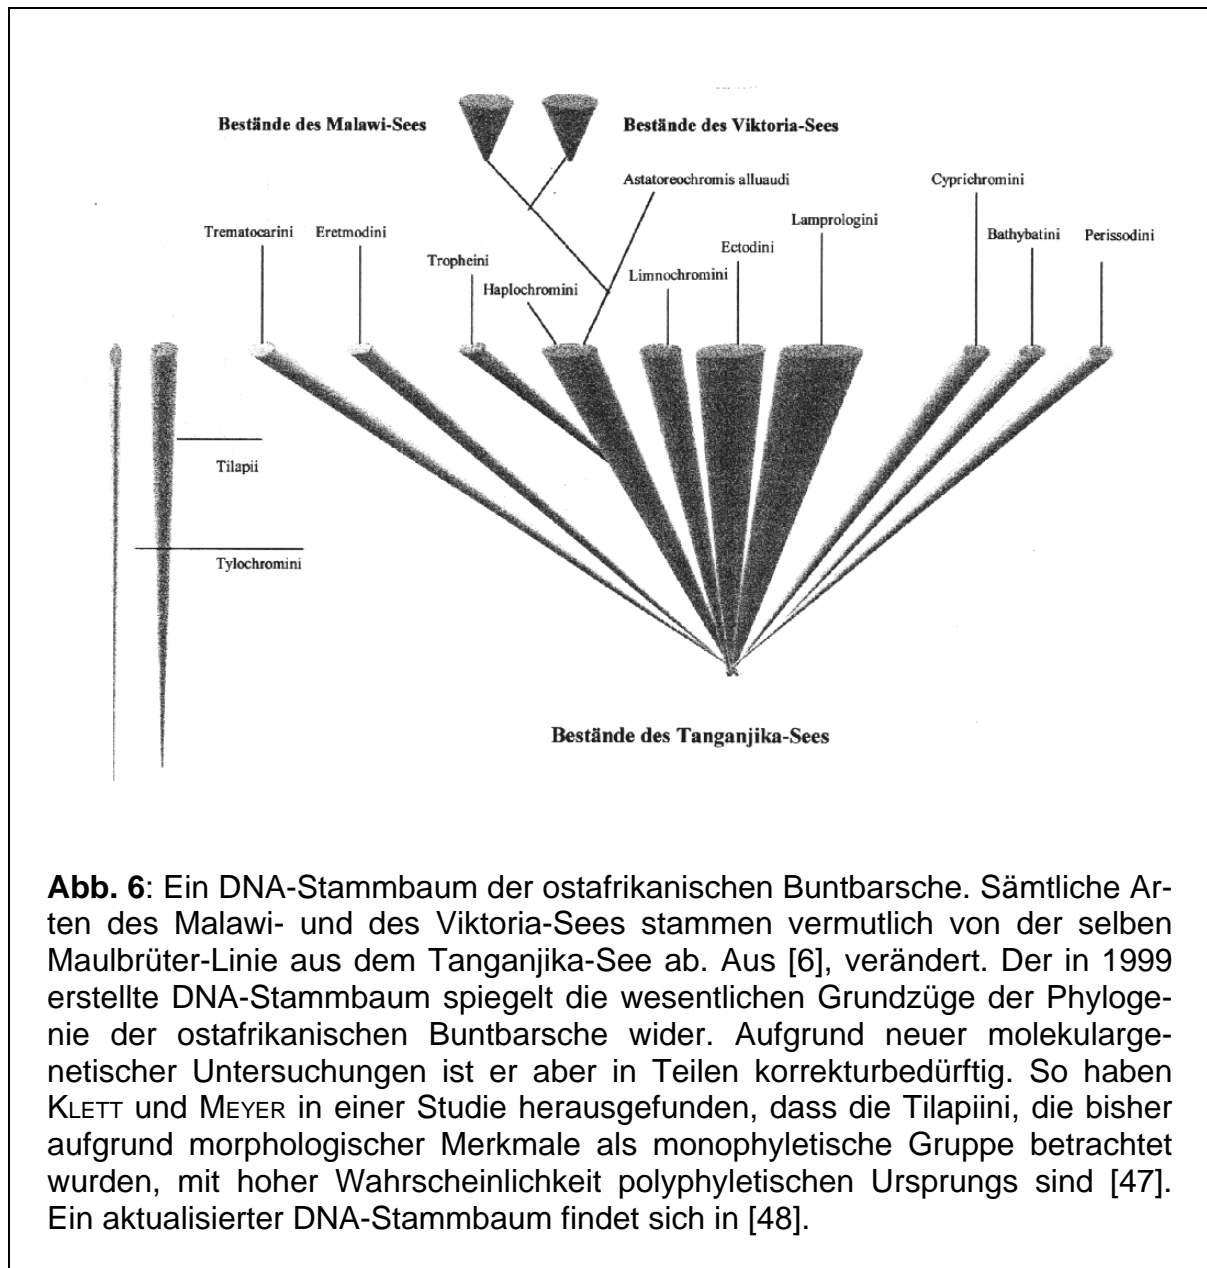 Bestände des Malawi-Sees
Bestände des Viktoria-Sees
Astatoreochromis alluaudi
Cyprichromini
Lamprologini
Trematocarini
Eretmodini
Bathybatini
Perissodini
Ectodini
Tropheini
Limnochromini
Haplochromini
Tilapii
Tylochromini
Bestände des Tanganjika-Sees
Abb. 6: Ein DNA-Stammbaum der ostafrikanischen Buntbarsche. Sämtliche Ar-
ten des Malawi- und des Viktoria-Sees stammen vermutlich von der selben
Maulbrüter-Linie aus dem Tanganjika-See ab. Aus [6], verändert. Der in 1999
erstellte DNA-Stammbaum spiegelt die wesentlichen Grundzüge der Phyloge-
nie der ostafrikanischen Buntbarsche wider. Aufgrund neuer molekularge-
netischer Untersuchungen ist er aber in Teilen korrekturbedürftig. So haben
KLETT und MEYER in einer Studie herausgefunden, dass die Tilapiini, die bisher
aufgrund morphologischer Merkmale als monophyletische Gruppe betrachtet
wurden, mit hoher Wahrscheinlichkeit polyphyletischen Ursprungs sind [47].
Ein aktualisierter DNA-Stammbaum findet sich in [48].